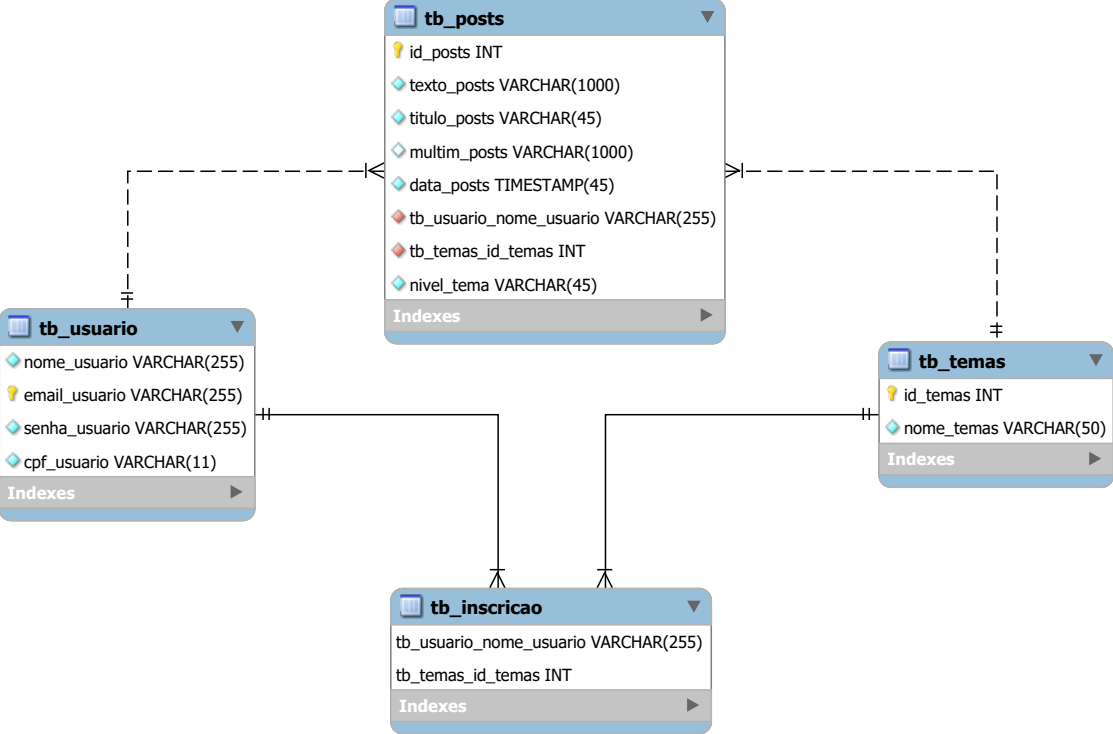 tb_posts
id_posts INT
texto_posts VARCHAR(1000)
titulo_posts VARCHAR(45)
multim_posts VARCHAR(1000)
data_posts TIMESTAMP(45)
tb_usuario_nome_usuario VARCHAR(255)
tb_temas_id_temas INT
nivel_tema VARCHAR(45)
Indexes
tb_usuario
nome_usuario VARCHAR(255)
email_usuario VARCHAR(255)
senha_usuario VARCHAR(255)
cpf_usuario VARCHAR(11)
Indexes
tb_temas
id_temas INT
nome_temas VARCHAR(50)
Indexes
tb_inscricao
tb_usuario_nome_usuario VARCHAR(255)
tb_temas_id_temas INT
Indexes